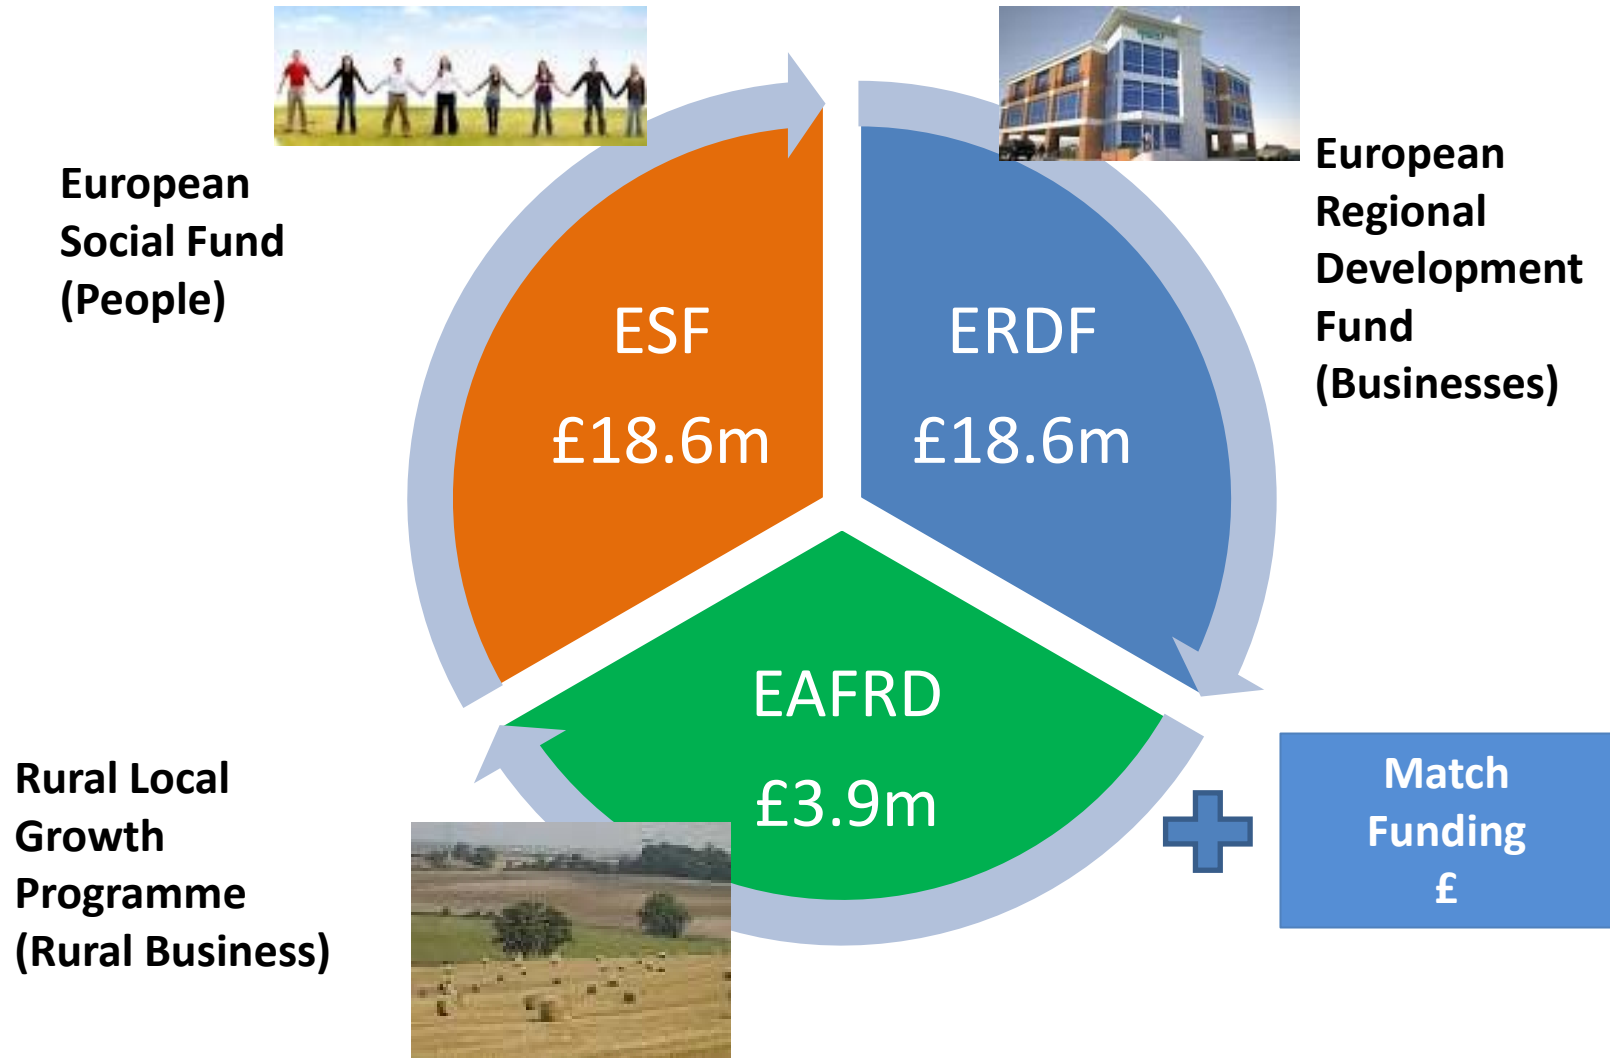 European
Social Fund
(People)
European
Regional
Development
Fund
(Businesses)
ESF
£18.6m
ERDF
£18.6m
EAFRD
£3.9m
Rural Local
Growth
Programme
(Rural Business)
Match
Funding
£